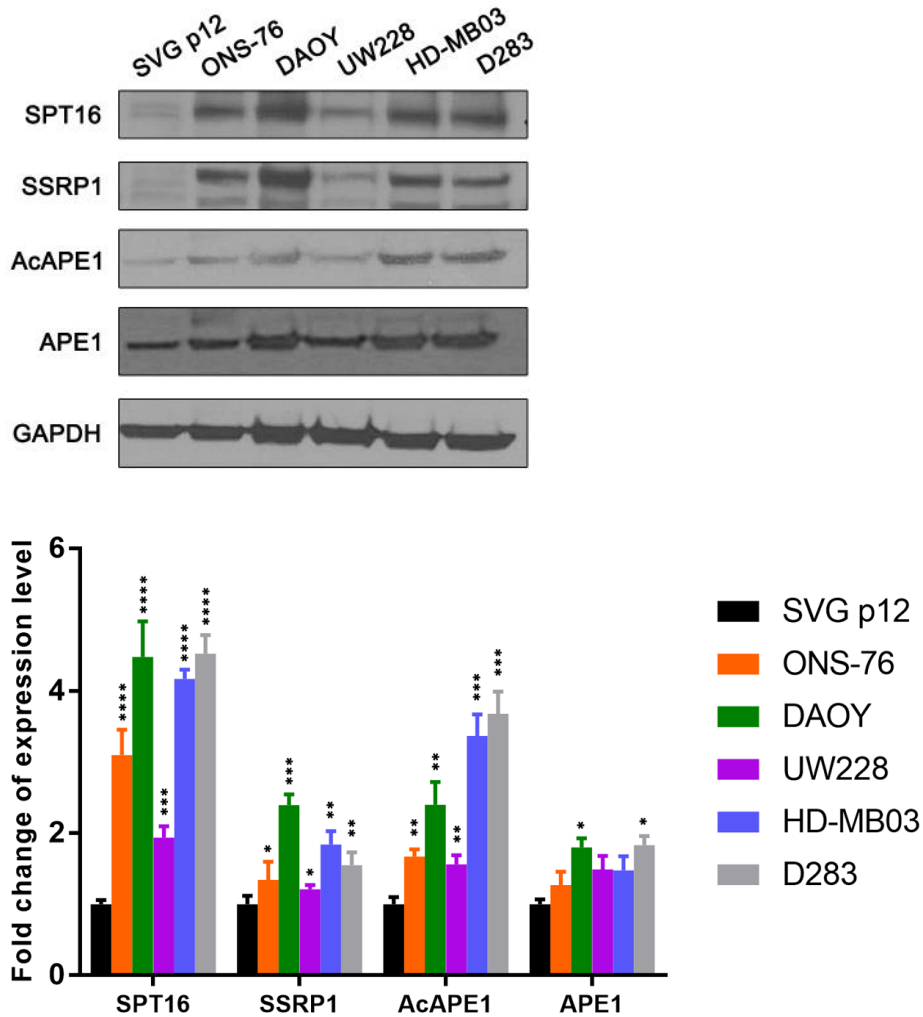 SVG p12 ONS-76 DAOY UW228 HD-MB03 D283
SPT16
SSRP1
AcAPE1
APE1
GAPDH
Fold change of expression level
6
4
2
0
**** **** *** **** ****
* *** * ** **
** ** ** *** ***
* *
SPT16 SSRP1 AcAPE1 APE1
SVG p12
ONS-76
DAOY
UW228
HD-MB03
D283